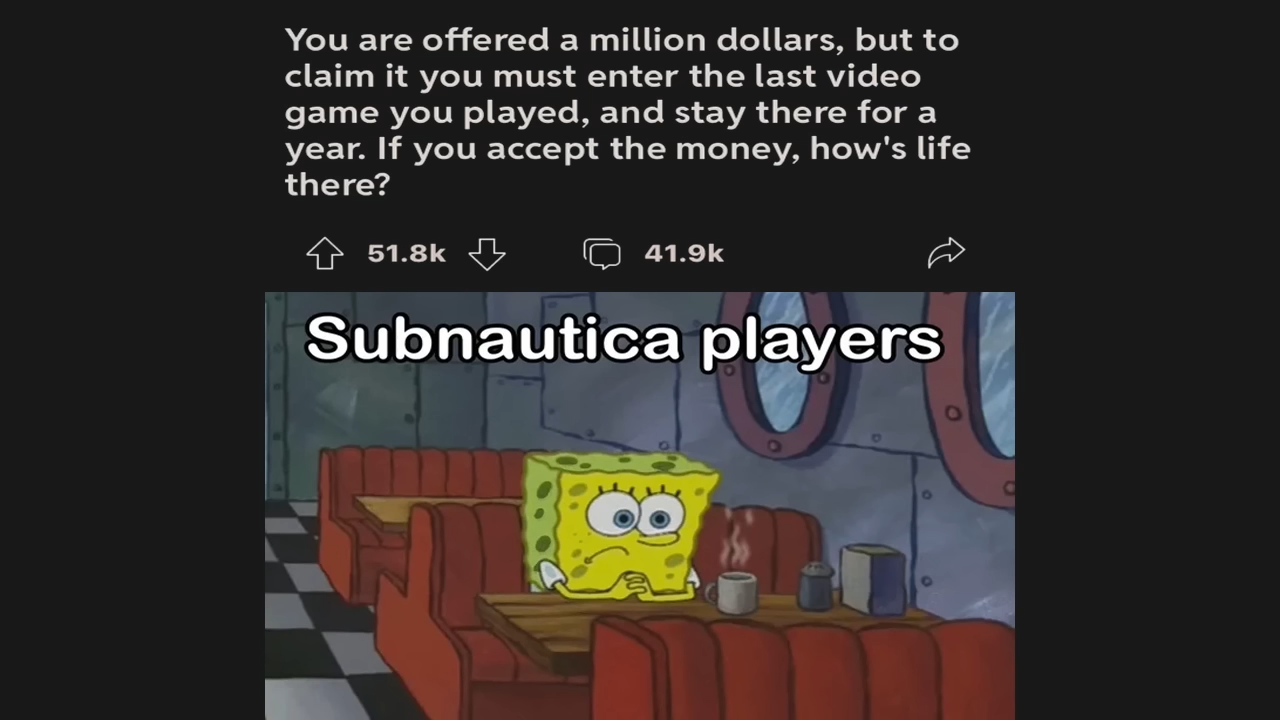 You are offered a million dollars, but to
claim it you must enter the last video
game you played, and stay there for a
year. If you accept the money, how's life
there?
51.8k 41.9k
Subnautica players